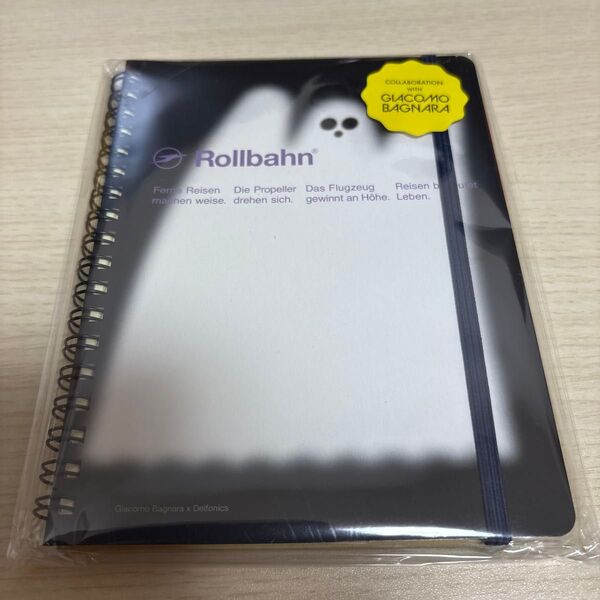 COLLABORATION
WITH
GIACOMO
BAGNARA
Rollbahn®
Ferne Reisen
machen weise.
Die Propeller
drehen sich.
Das Flugzeug
gewinnt an Höhe.
Reisen bedeutet
Leben.
Giacomo Bagnara x Delfonics